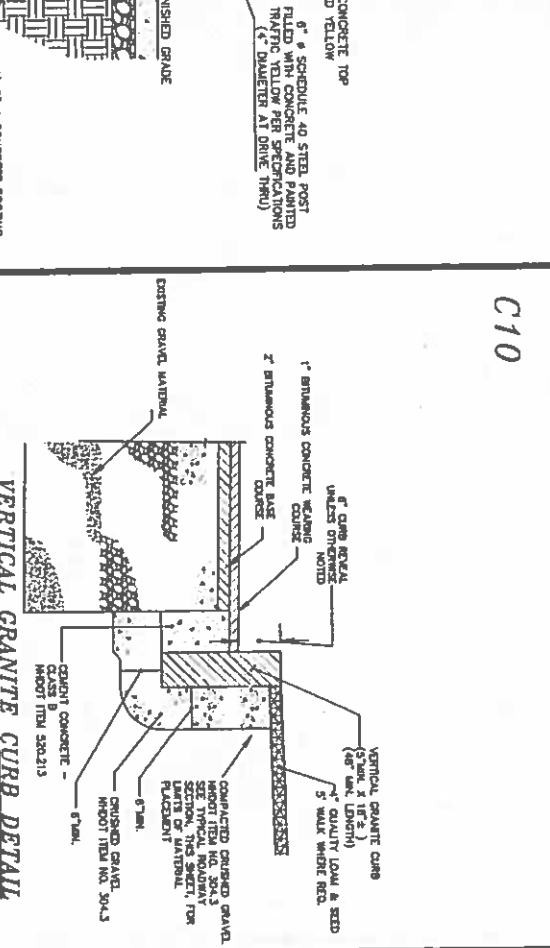 C10
CONCRETE TOP
D YELLOW
6" ø SCHEDULE 40 STEEL POST
FILLED WITH CONCRETE AND PAINTED
TRAFFIC YELLOW PER SPECIFICATIONS
(4" DIAMETER AT DRIVE THRU)
NISHED GRADE
6" CURB REVEAL
UNLESS OTHERWISE
NOTED
1" BITUMINOUS CONCRETE WEARING
COURSE
2" BITUMINOUS CONCRETE BASE
COURSE
EXISTING GRAVEL MATERIAL
VERTICAL GRANITE CURB
(5"MIN. X 18"± )
(48" MIN. LENGTH)
4" QUALITY LOAM & SEED
5' WALK WHERE REQ.
COMPACTED CRUSHED GRAVEL
NHDOT ITEM NO. 304.3
SEE TYPICAL ROADWAY
SECTION, THIS SHEET, FOR
LIMITS OF MATERIAL
PLACEMENT
6"MIN.
CRUSHED GRAVEL
NHDOT ITEM NO. 304.3
6"MIN.
CEMENT CONCRETE -
CLASS B
NHDOT ITEM 520.213
VERTICAL GRANITE CURB DETAIL